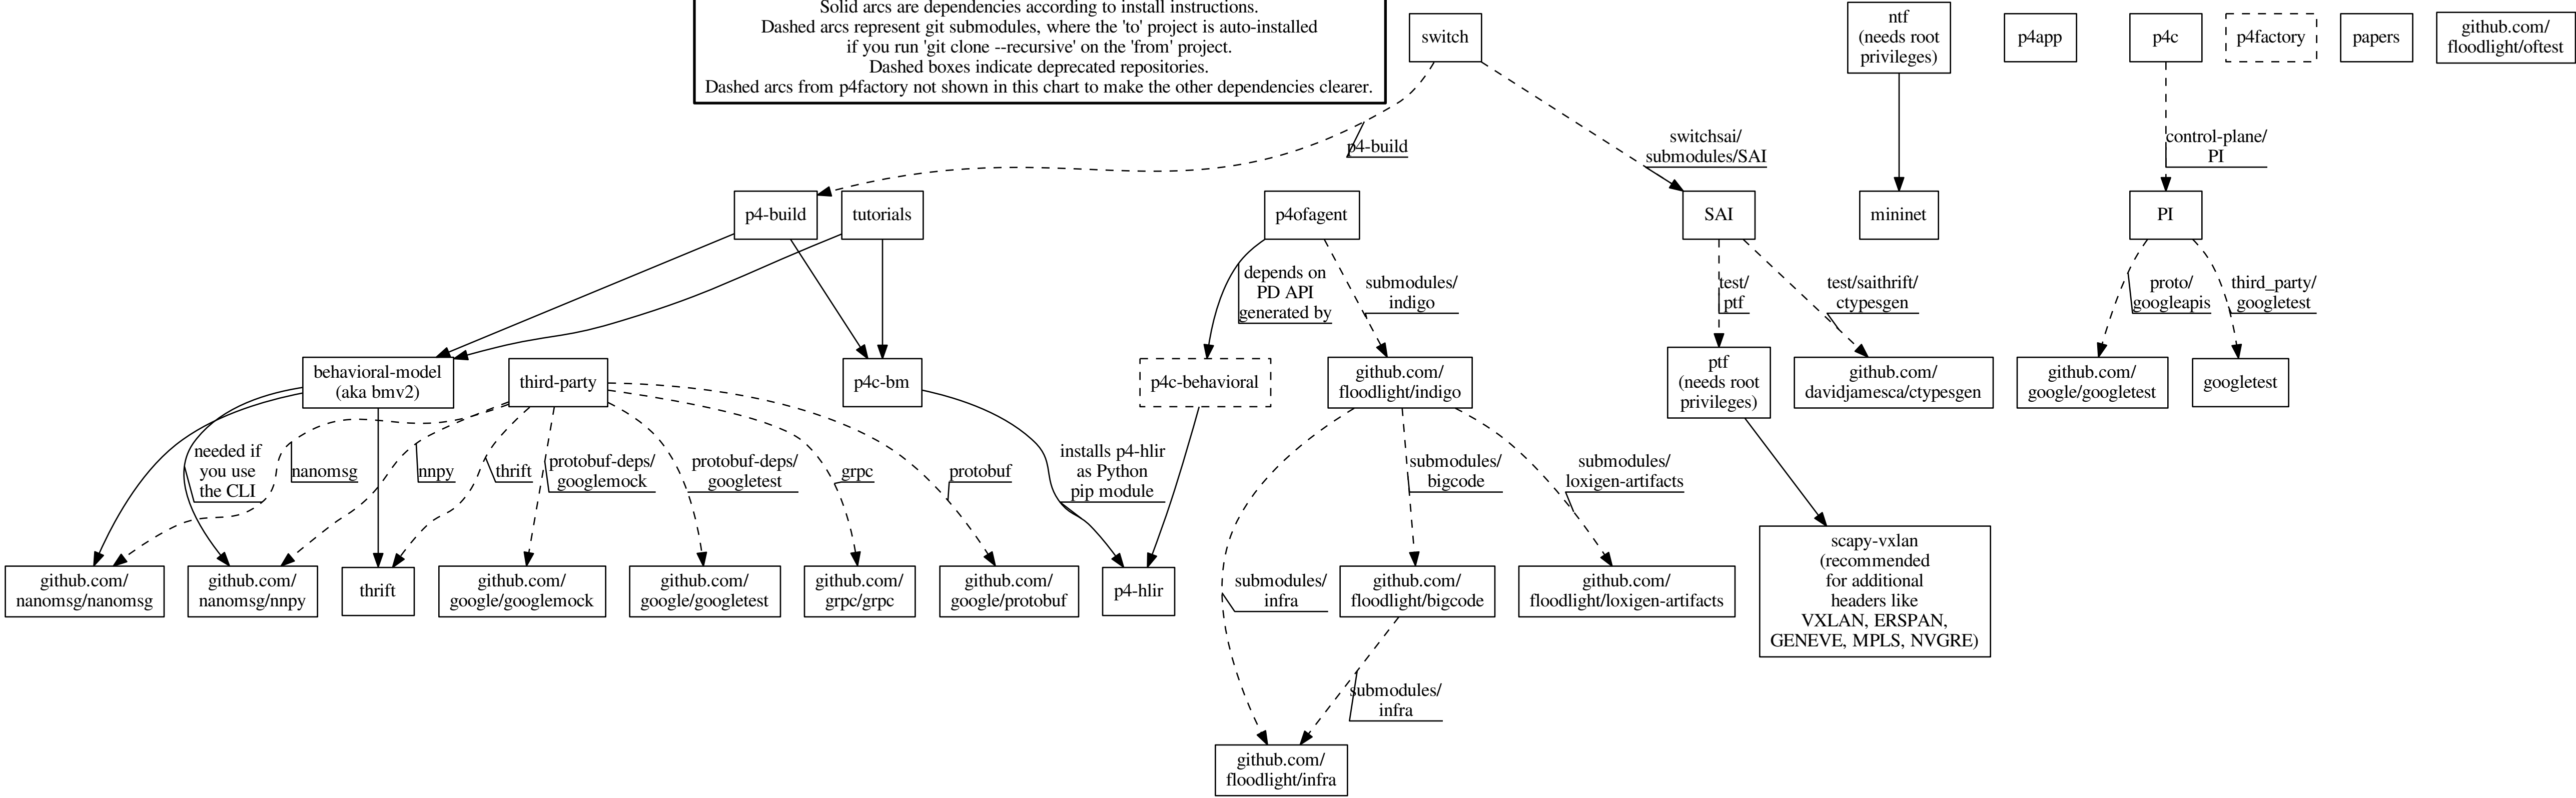 Solid arcs are dependencies according to install instructions.
Dashed arcs represent git submodules, where the 'to' project is auto-installed
if you run 'git clone --recursive' on the 'from' project.
Dashed boxes indicate deprecated repositories.
Dashed arcs from p4factory not shown in this chart to make the other dependencies clearer.
switch
ntf
(needs root
privileges)
p4app
p4c
p4factory
papers
github.com/
floodlight/oftest
p4-build
switchsai/
submodules/SAI
control-plane/
PI
p4-build
tutorials
p4ofagent
SAI
mininet
PI
depends on
PD API
generated by
submodules/
indigo
test/
ptf
test/saithrift/
ctypesgen
proto/
googleapis
third_party/
googletest
behavioral-model
(aka bmv2)
third-party
p4c-bm
p4c-behavioral
github.com/
floodlight/indigo
ptf
(needs root
privileges)
github.com/
davidjamesca/ctypesgen
github.com/
google/googletest
googletest
needed if
you use
the CLI
nanomsg
nnpy
thrift
protobuf-deps/
googlemock
protobuf-deps/
googletest
grpc
protobuf
installs p4-hlir
as Python
pip module
submodules/
bigcode
submodules/
loxigen-artifacts
github.com/
nanomsg/nanomsg
github.com/
nanomsg/nnpy
thrift
github.com/
google/googlemock
github.com/
google/googletest
github.com/
grpc/grpc
github.com/
google/protobuf
p4-hlir
submodules/
infra
github.com/
floodlight/bigcode
github.com/
floodlight/loxigen-artifacts
scapy-vxlan
(recommended
for additional
headers like
VXLAN, ERSPAN,
GENEVE, MPLS, NVGRE)
submodules/
infra
github.com/
floodlight/infra